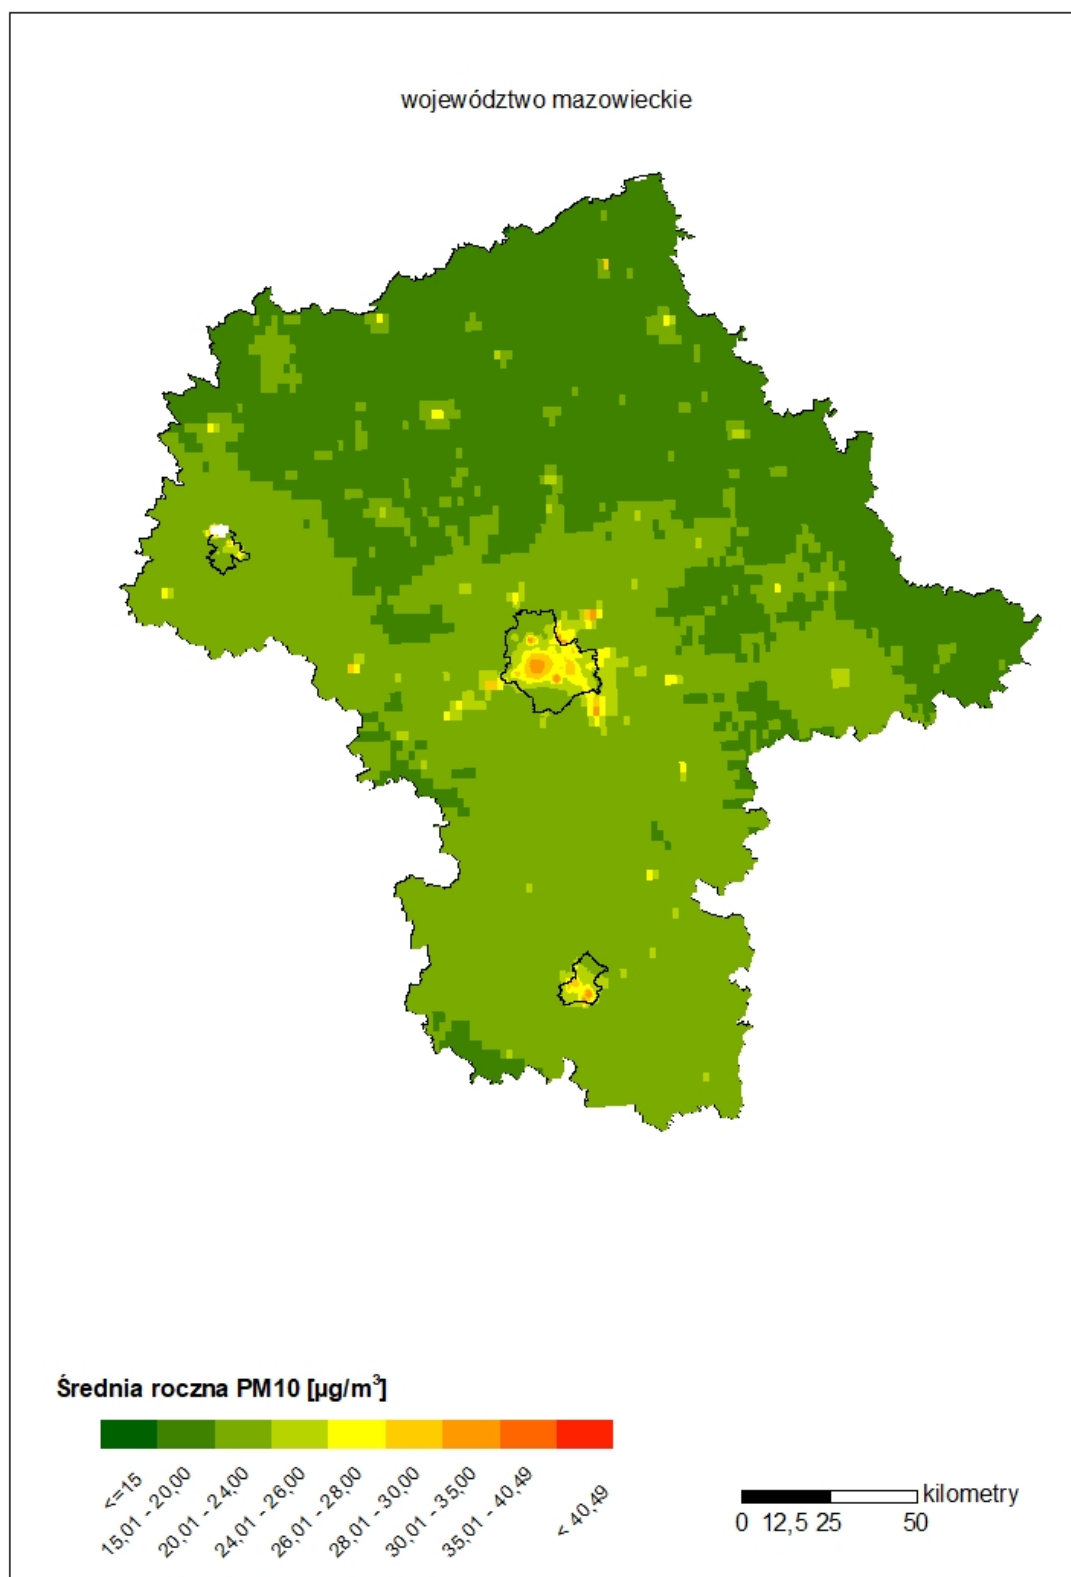 województwo mazowieckie
Średnia roczna PM10 [µg/m³]
<=15
15,01 - 20,00
20,01 - 24,00
24,01 - 26,00
26,01 - 28,00
28,01 - 30,00
30,01 - 35,00
35,01 - 40,49
< 40,49
kilometry
0 12,5 25 50